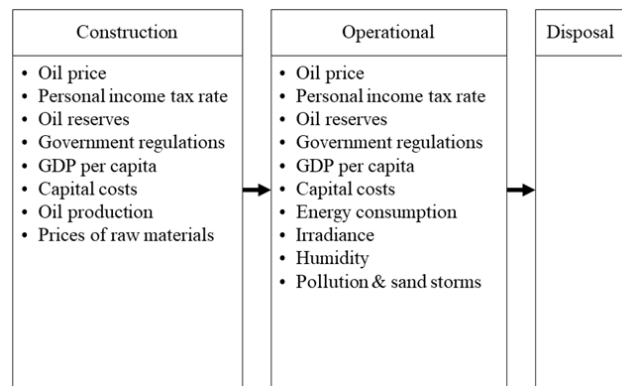 Construction
• Oil price
• Personal income tax rate
• Oil reserves
• Government regulations
• GDP per capita
• Capital costs
• Oil production
• Prices of raw materials
Operational
• Oil price
• Personal income tax rate
• Oil reserves
• Government regulations
• GDP per capita
• Capital costs
• Energy consumption
• Irradiance
• Humidity
• Pollution & sand storms
Disposal